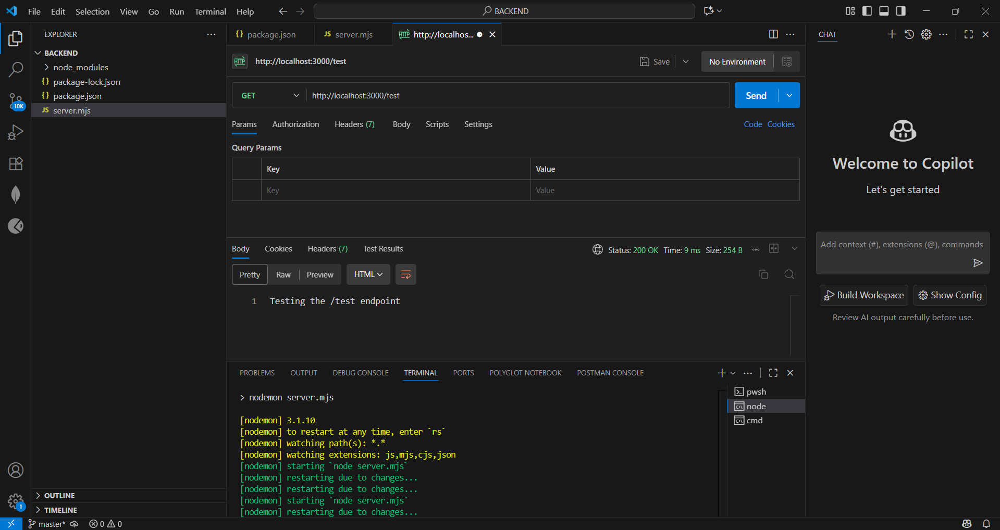 File Edit Selection View Go Run Terminal Help
BACKEND
EXPLORER
BACKEND
node_modules
{} package-lock.json
{} package.json
JS server.mjs
10K
OUTLINE
TIMELINE
1
{} package.json
JS server.mjs
HTTP http://localhos...
HTTP http://localhost:3000/test
Save
No Environment
GET
http://localhost:3000/test
Send
Params Authorization Headers (7) Body Scripts Settings
Code Cookies
Query Params
Key Value
Key Value
Body Cookies Headers (7) Test Results
Status: 200 OK Time: 9 ms Size: 254 B
Pretty Raw Preview HTML
1 Testing the /test endpoint
PROBLEMS OUTPUT DEBUG CONSOLE TERMINAL PORTS POLYGLOT NOTEBOOK POSTMAN CONSOLE
> nodemon server.mjs
[nodemon] 3.1.10
[nodemon] to restart at any time, enter `rs`
[nodemon] watching path(s): *.*
[nodemon] watching extensions: js,mjs,cjs,json
[nodemon] starting `node server.mjs`
[nodemon] restarting due to changes...
[nodemon] restarting due to changes...
[nodemon] starting `node server.mjs`
[nodemon] restarting due to changes...
pwsh
node
cmd
CHAT
Welcome to Copilot
Let's get started
Add context (#), extensions (@), commands
Build Workspace
Show Config
Review AI output carefully before use.
master*
0 0